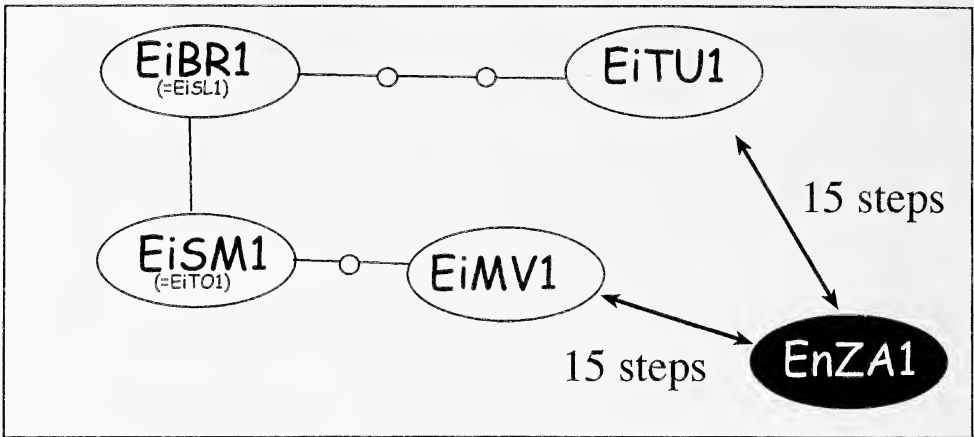 EiBR1
(=EiSL1)
EiTU1
15 steps
EiSM1
(=EiTO1)
EiMV1
15 steps
EnZA1